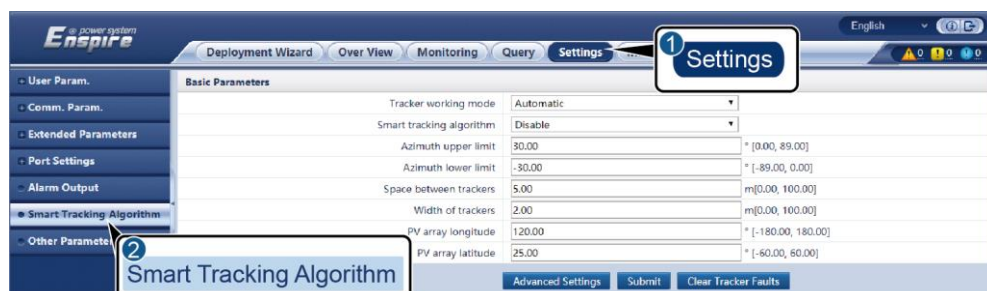 Enspire power system
English
Deployment Wizard Over View Monitoring Query Settings
1 Settings
0 0 0
User Param.
Comm. Param.
Extended Parameters
Port Settings
Alarm Output
Smart Tracking Algorithm
Other Paramete
2 Smart Tracking Algorithm
Basic Parameters
Tracker working mode Automatic
Smart tracking algorithm Disable
Azimuth upper limit 30.00 ° [0.00, 89.00]
Azimuth lower limit -30.00 ° [-89.00, 0.00]
Space between trackers 5.00 m[0.00, 100.00]
Width of trackers 2.00 m[0.00, 100.00]
PV array longitude 120.00 ° [-180.00, 180.00]
PV array latitude 25.00 ° [-60.00, 60.00]
Advanced Settings Submit Clear Tracker Faults